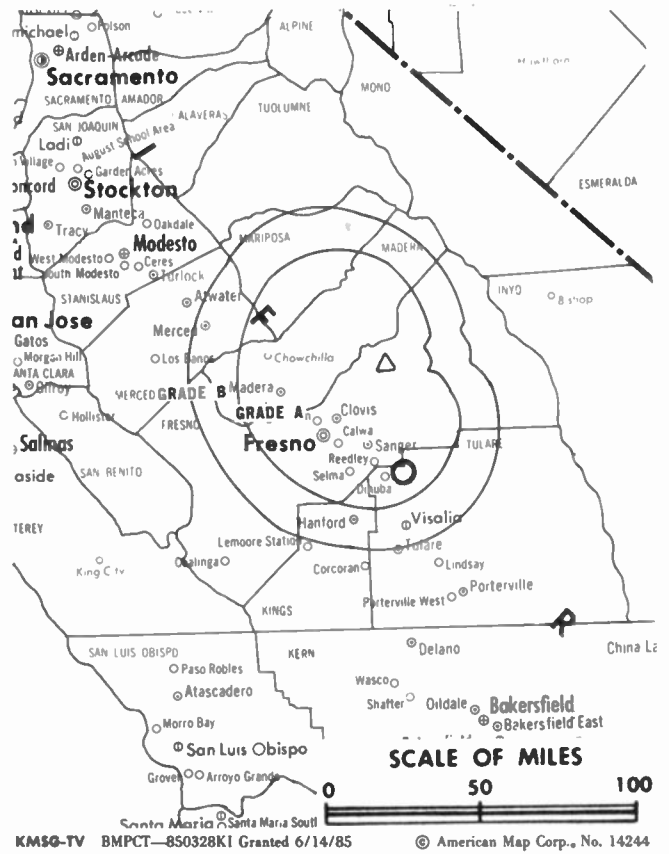 Folson
ALPINE
michael
Arden-Arcade
Sacramento
MONO
SACRAMENTO AMADOR
TUOLUMNE
ALAVERAS
SAN JOAQUIN
August School Area
Ladi
Village
Garden Acres
oncord
Stockton
ESMERALDA
Manteca
Tracy
Oakdale
Modesto
MARIPOSA
MADERA
West Modesto
Ceres
outh Modesto
Turlock
INYO
STANISLAUS
Atwater
an Jose
Merced
Gatos
Morgan Hill
Los Banos
Chowchilla
ANTA CLARA
Gilroy
MERCED
GRADE B
Madera
GRADE A
Clovis
Hollister
FRESNO
Calwa
Salinas
Fresno
Sanger
TULARE
Reedley
aside
SAN BENITO
Selma
Dinuba
Hanford
Visalia
TEREY
Lemoore Station
Tulare
King City
Coalinga
Corcoran
Lindsay
Porterville
Porterville West
KINGS
SAN LUIS OBISPO
KERN
Delano
China La
Paso Robles
Wasco
Atascadero
Shafter
Oildale
Bakersfield
Morro Bay
Bakersfield East
San Luis Obispo
SCALE OF MILES
Grover
Arroyo Grande
0 50 100
Santa Maria
Santa Maria South
KMSG-TV BMPCT—850328KI Granted 6/14/85 © American Map Corp., No. 14244